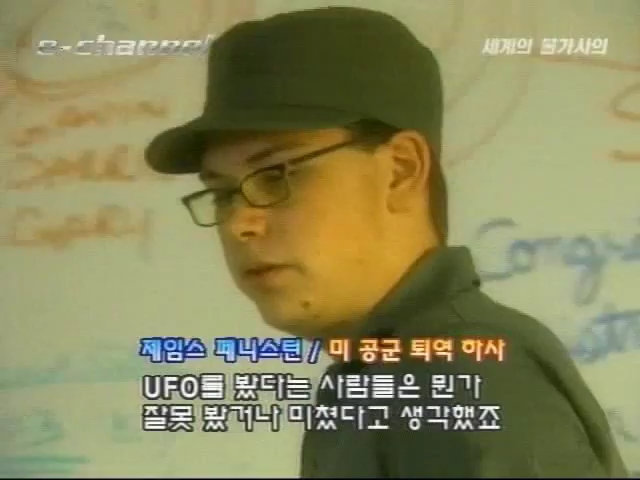 e-channel
세계의 불가사의
Congr
제임스 페니스턴 / 미 공군 퇴역 하사
UFO를 봤다는 사람들은 뭔가
잘못 봤거나 미쳤다고 생각했죠